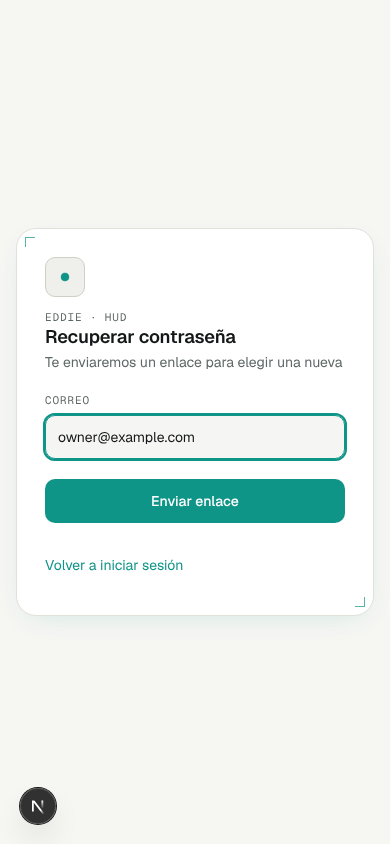 EDDIE · HUD
Recuperar contraseña
Te enviaremos un enlace para elegir una nueva
CORREO
owner@example.com
Enviar enlace
Volver a iniciar sesión
N